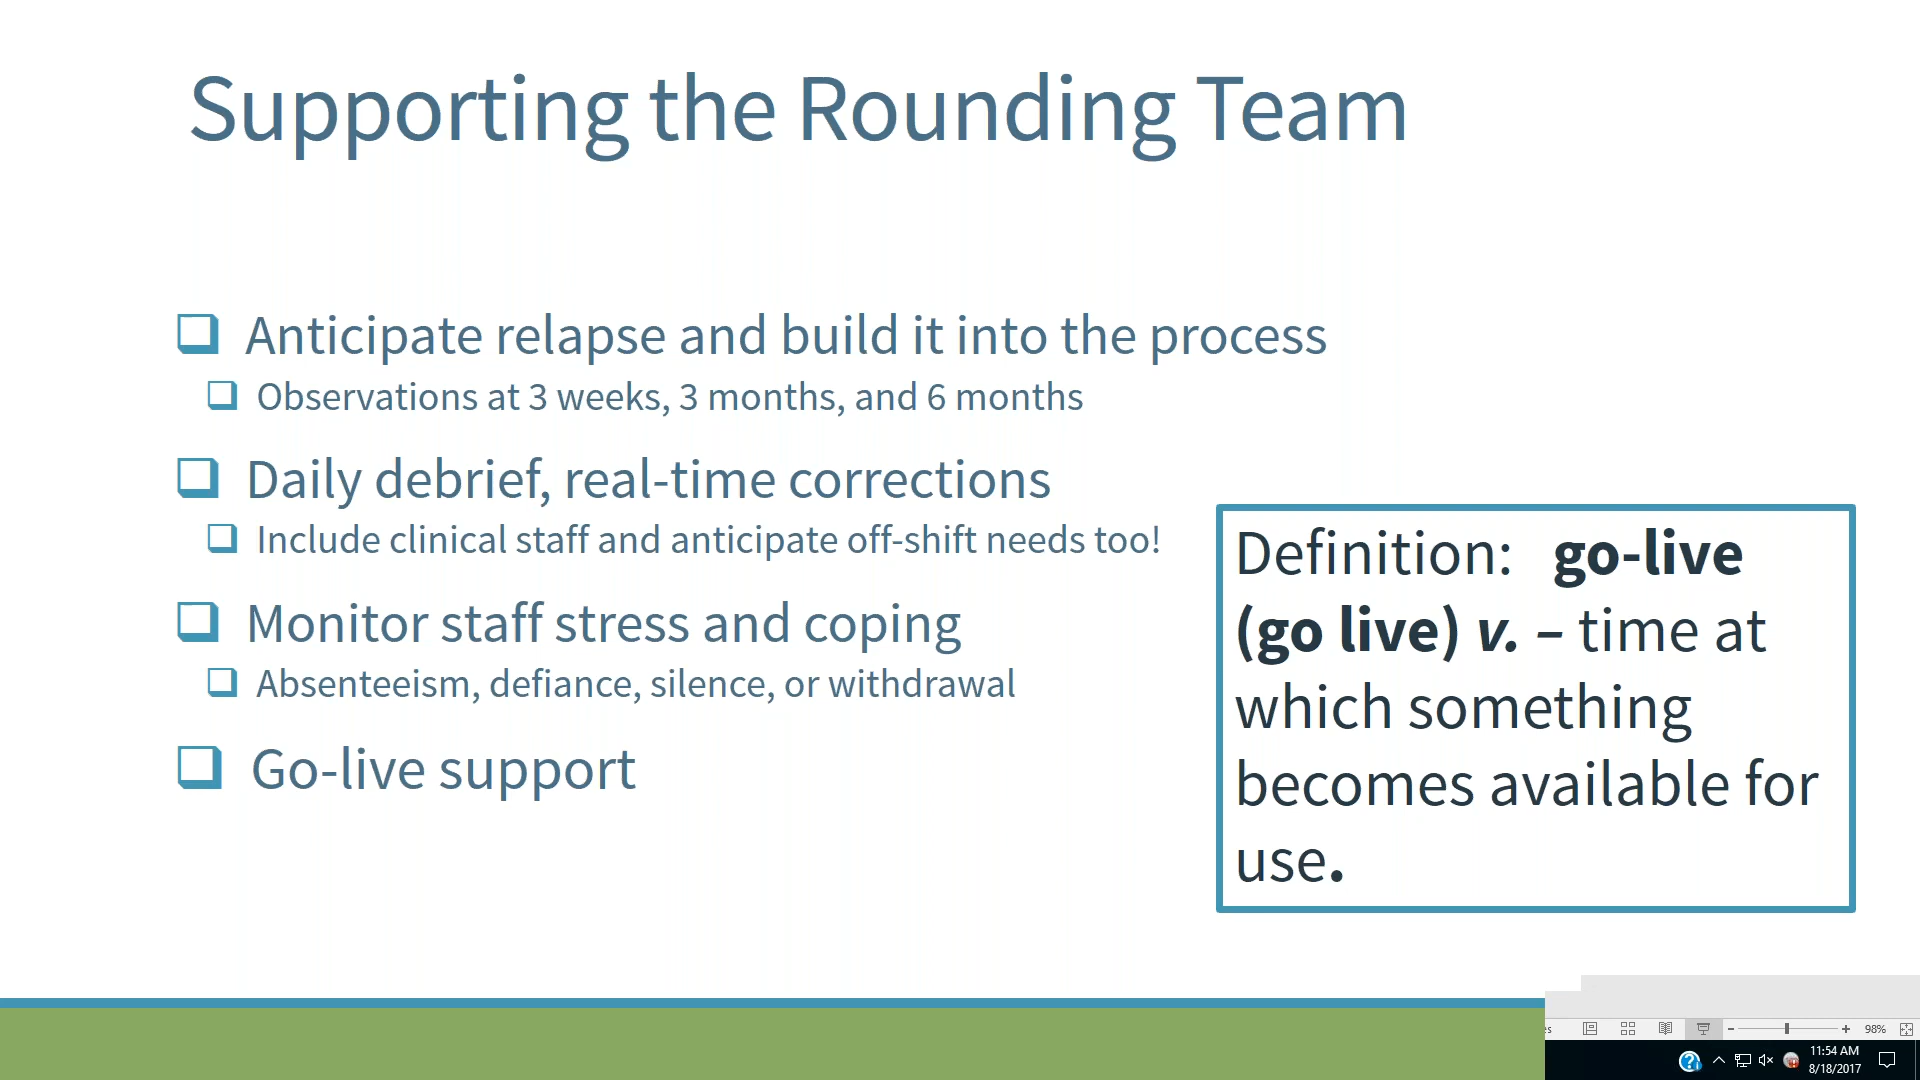 Supporting the Rounding Team
Anticipate relapse and build it into the process
Observations at 3 weeks, 3 months, and 6 months
Daily debrief, real-time corrections
Include clinical staff and anticipate off-shift needs too!
Monitor staff stress and coping
Absenteeism, defiance, silence, or withdrawal
Go-live support
Definition: go-live
(go live) v. – time at
which something
becomes available for
use.
98%
11:54 AM
8/18/2017